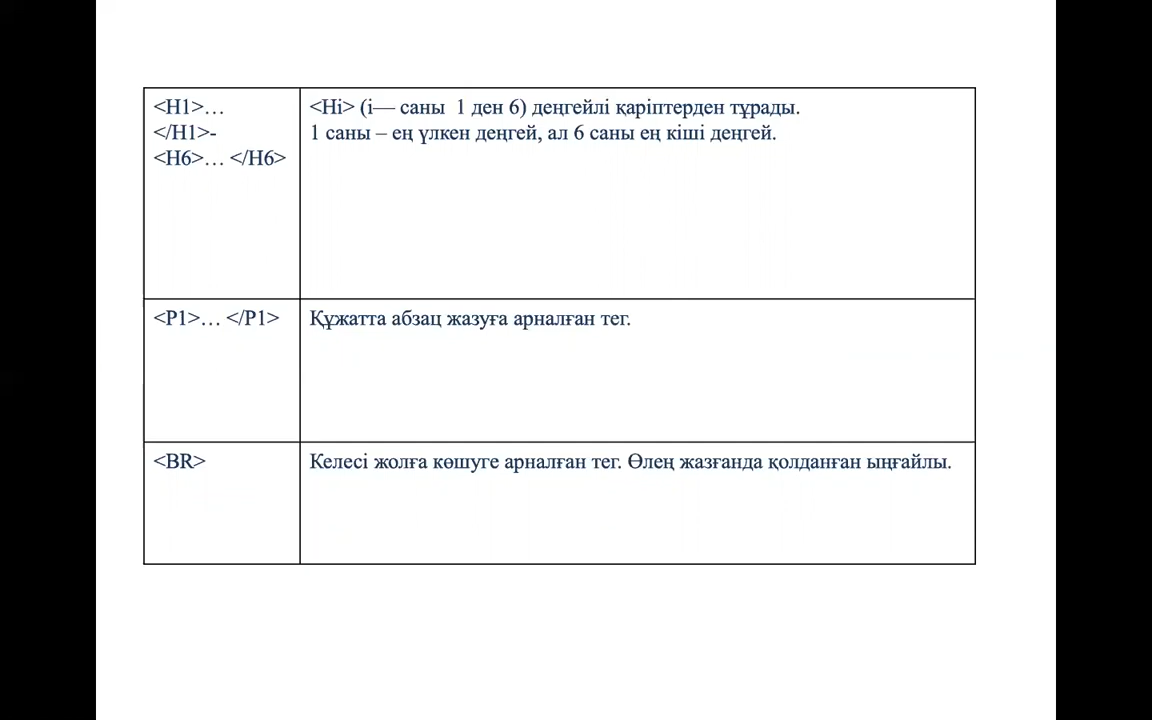 <H1>…
</H1>-
<H6>… </H6>
<Hi> (i— саны 1 ден 6) деңгейлі қаріптерден тұрады.
1 саны – ең үлкен деңгей, ал 6 саны ең кіші деңгей.
<P1>… </P1>
Құжатта абзац жазуға арналған тег.
<BR>
Келесі жолға көшуге арналған тег. Өлең жазғанда қолданған ыңғайлы.